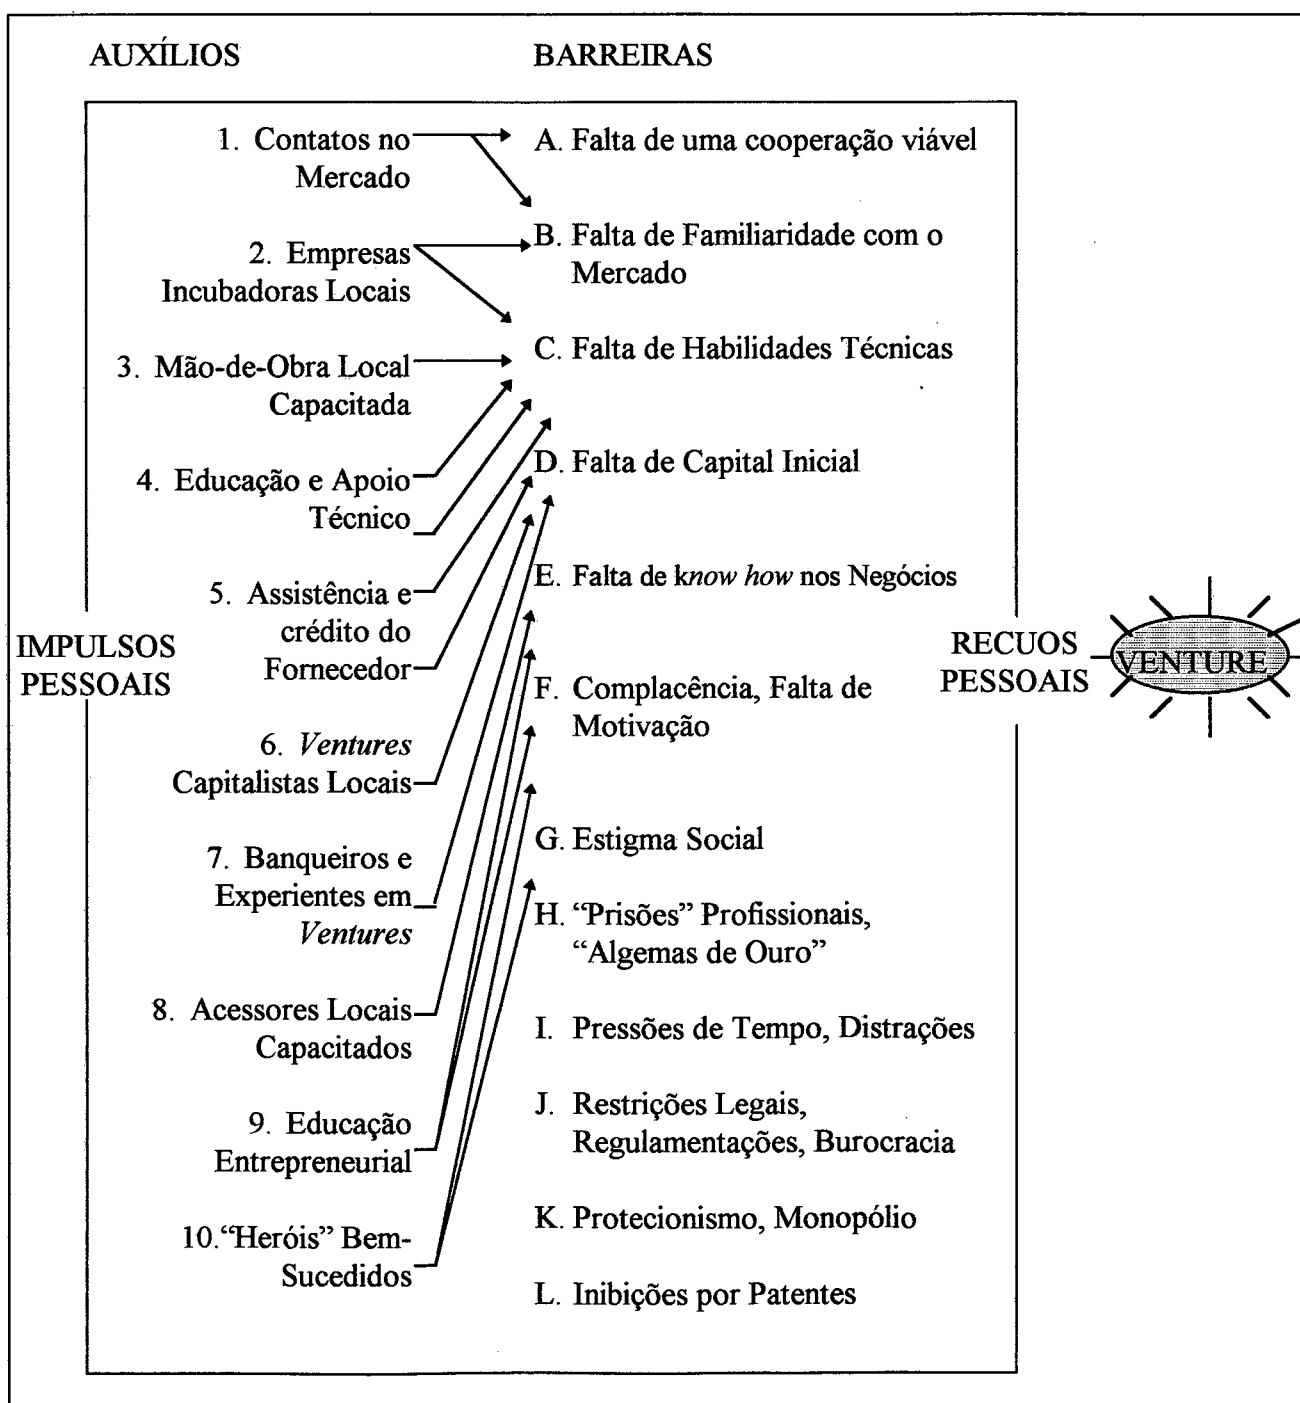 AUXÍLIOS
BARREIRAS
1. Contatos no
Mercado
2. Empresas
Incubadoras Locais
3. Mão-de-Obra Local
Capacitada
4. Educação e Apoio
Técnico
5. Assistência e
crédito do
Fornecedor
6. Ventures
Capitalistas Locais
7. Banqueiros e
Experientes em
Ventures
8. Acessores Locais
Capacitados
9. Educação
Entrepreneurial
10. “Heróis” Bem-
Sucedidos
A. Falta de uma cooperação viável
B. Falta de Familiaridade com o
Mercado
C. Falta de Habilidades Técnicas
D. Falta de Capital Inicial
E. Falta de know how nos Negócios
F. Complacência, Falta de
Motivação
G. Estigma Social
H. “Prisões” Profissionais,
“Algemas de Ouro”
I. Pressões de Tempo, Distrações
J. Restrições Legais,
Regulamentações, Burocracia
K. Protecionismo, Monopólio
L. Inibições por Patentes
IMPULSOS
PESSOAIS
RECUOS
PESSOAIS
VENTURE